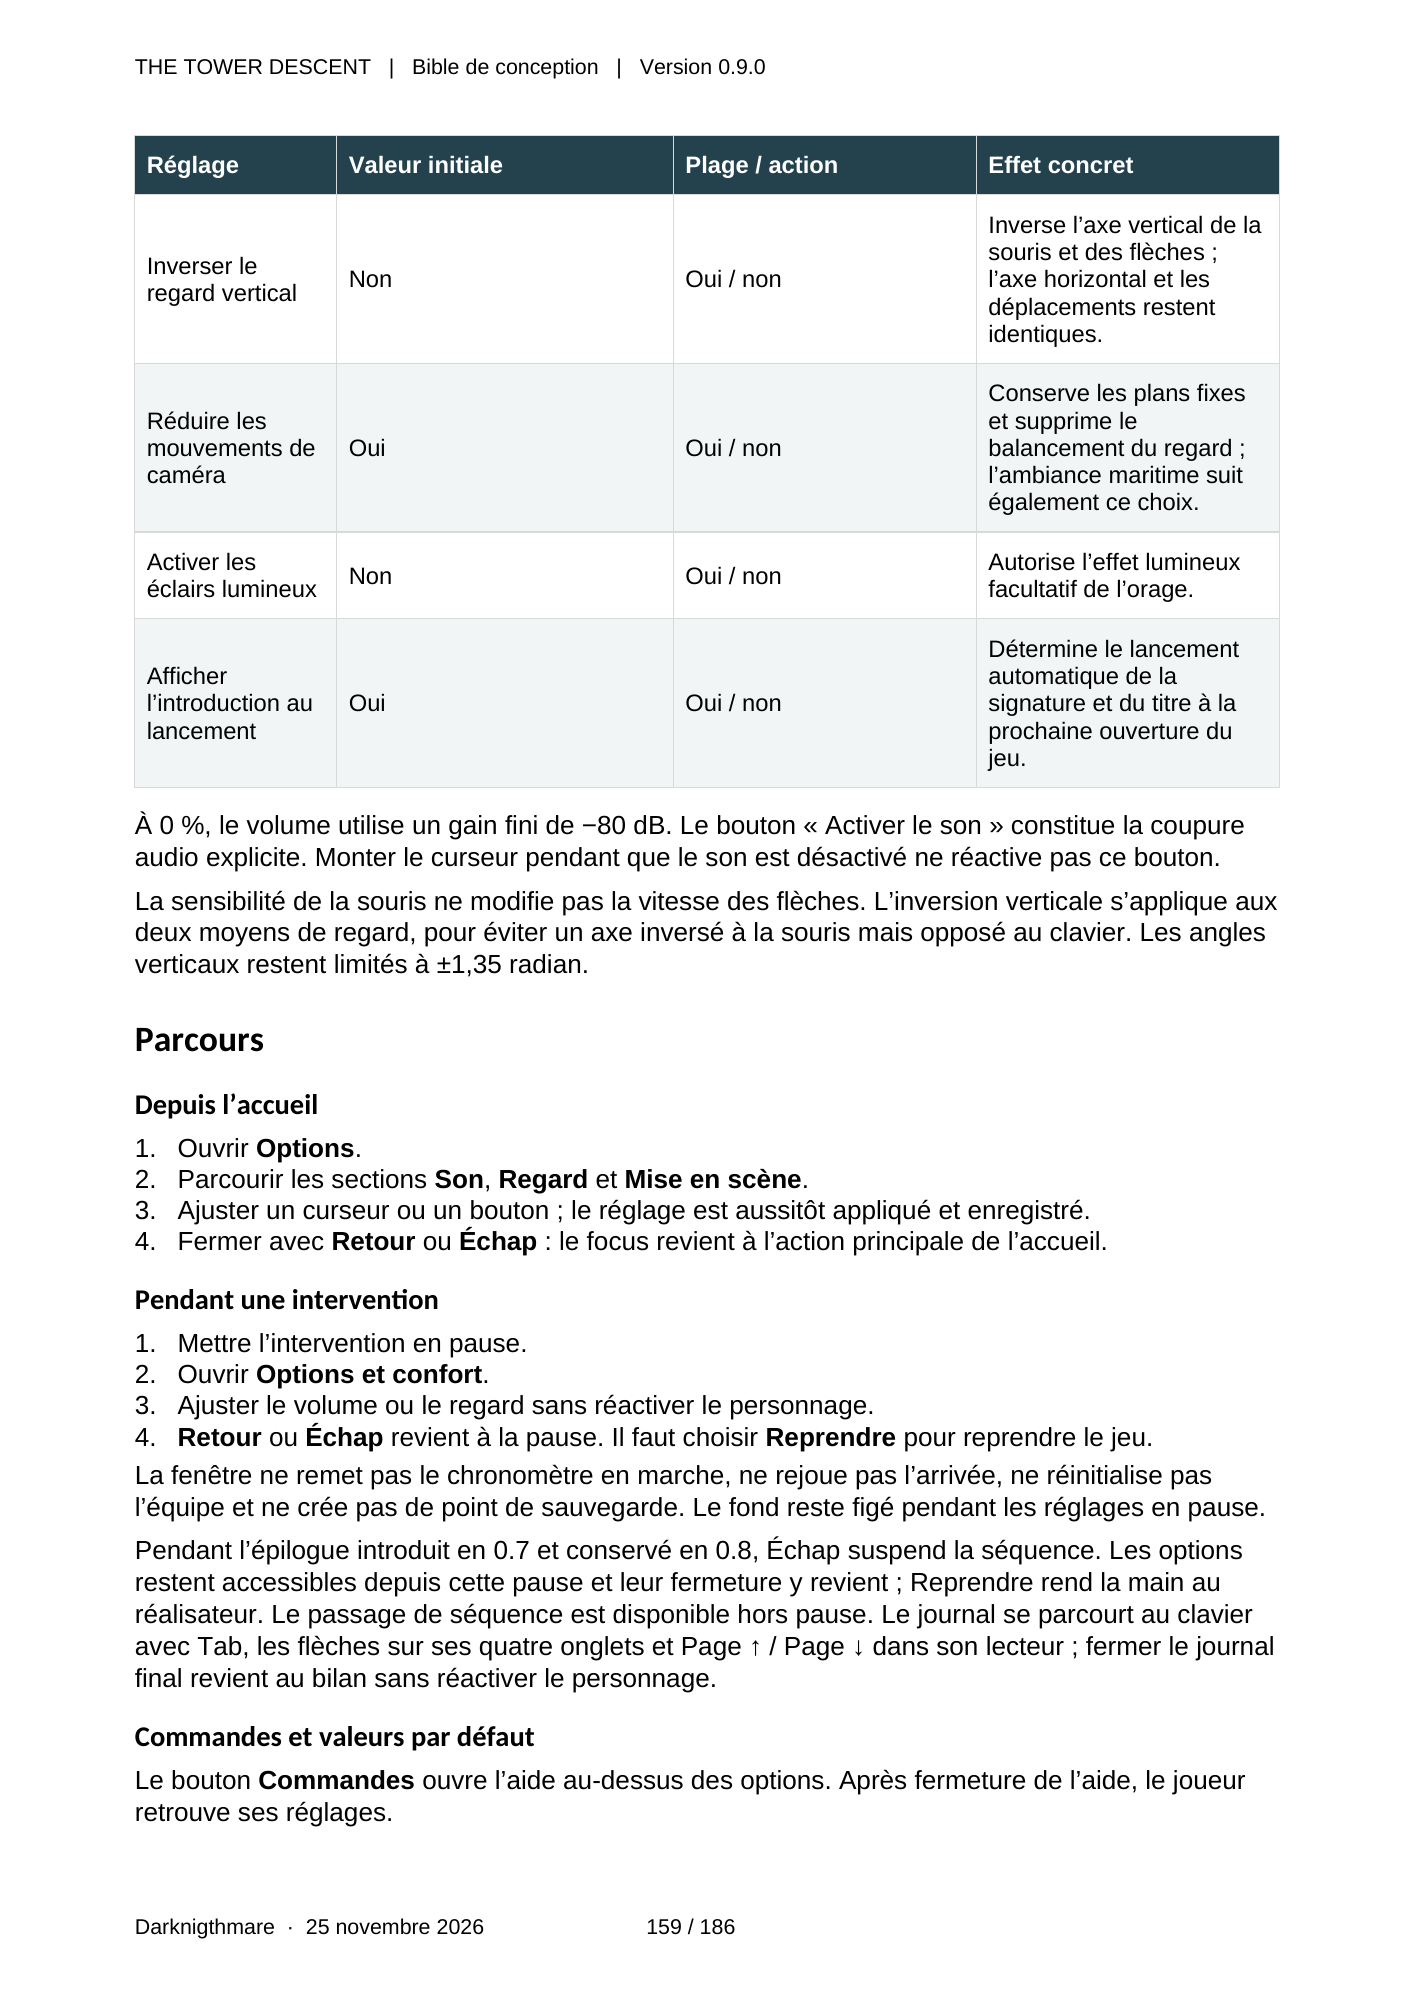 THE TOWER DESCENT | Bible de conception | Version 0.9.0
Réglage
Valeur initiale
Plage / action
Effet concret
Inverser le
regard vertical
Non
Oui / non
Inverse l’axe vertical de la
souris et des flèches ;
l’axe horizontal et les
déplacements restent
identiques.
Réduire les
mouvements de
caméra
Oui
Oui / non
Conserve les plans fixes
et supprime le
balancement du regard ;
l’ambiance maritime suit
également ce choix.
Activer les
éclairs lumineux
Non
Oui / non
Autorise l’effet lumineux
facultatif de l’orage.
Afficher
l’introduction au
lancement
Oui
Oui / non
Détermine le lancement
automatique de la
signature et du titre à la
prochaine ouverture du
jeu.
À 0 %, le volume utilise un gain fini de −80 dB. Le bouton « Activer le son » constitue la coupure
audio explicite. Monter le curseur pendant que le son est désactivé ne réactive pas ce bouton.
La sensibilité de la souris ne modifie pas la vitesse des flèches. L’inversion verticale s’applique aux
deux moyens de regard, pour éviter un axe inversé à la souris mais opposé au clavier. Les angles
verticaux restent limités à ±1,35 radian.
Parcours
Depuis l’accueil
1. Ouvrir Options.
2. Parcourir les sections Son, Regard et Mise en scène.
3. Ajuster un curseur ou un bouton ; le réglage est aussitôt appliqué et enregistré.
4. Fermer avec Retour ou Échap : le focus revient à l’action principale de l’accueil.
Pendant une intervention
1. Mettre l’intervention en pause.
2. Ouvrir Options et confort.
3. Ajuster le volume ou le regard sans réactiver le personnage.
4. Retour ou Échap revient à la pause. Il faut choisir Reprendre pour reprendre le jeu.
La fenêtre ne remet pas le chronomètre en marche, ne rejoue pas l’arrivée, ne réinitialise pas
l’équipe et ne crée pas de point de sauvegarde. Le fond reste figé pendant les réglages en pause.
Pendant l’épilogue introduit en 0.7 et conservé en 0.8, Échap suspend la séquence. Les options
restent accessibles depuis cette pause et leur fermeture y revient ; Reprendre rend la main au
réalisateur. Le passage de séquence est disponible hors pause. Le journal se parcourt au clavier
avec Tab, les flèches sur ses quatre onglets et Page ↑ / Page ↓ dans son lecteur ; fermer le journal
final revient au bilan sans réactiver le personnage.
Commandes et valeurs par défaut
Le bouton Commandes ouvre l’aide au-dessus des options. Après fermeture de l’aide, le joueur
retrouve ses réglages.
Darknigthmare · 25 novembre 2026
159 / 186